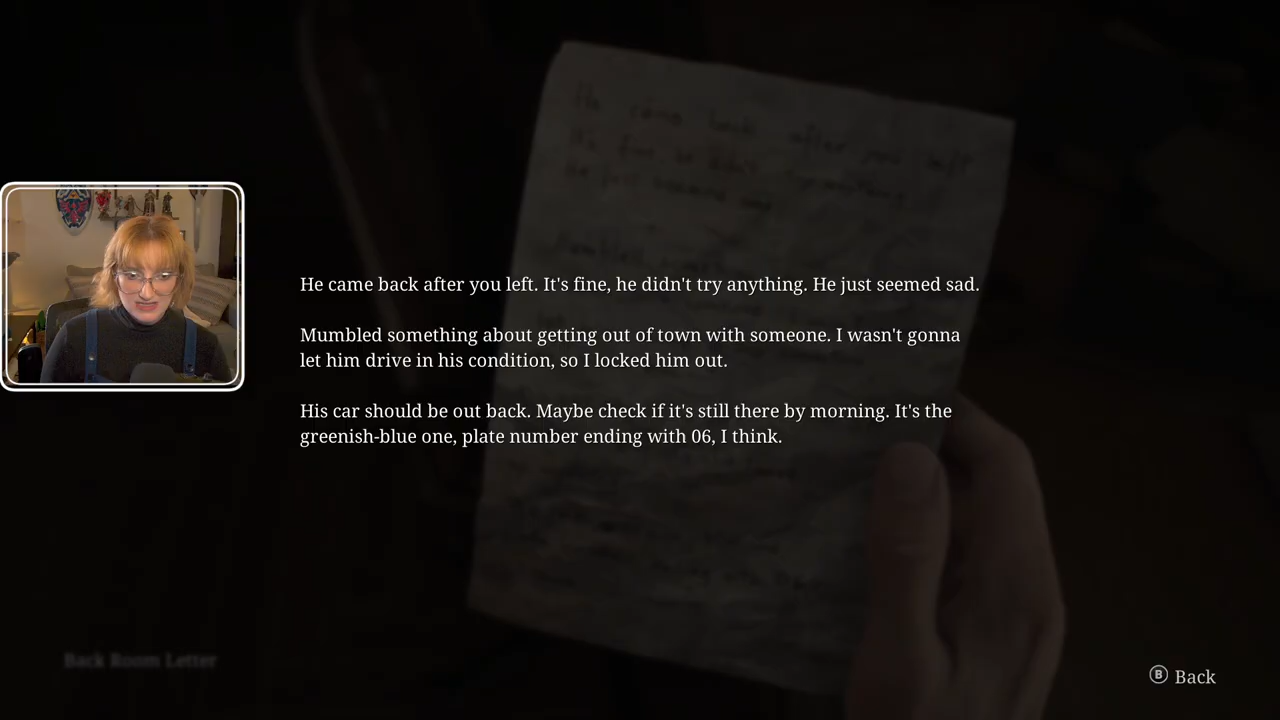 He came back after you left. It's fine, he didn't try anything. He just seemed sad.
Mumbled something about getting out of town with someone. I wasn't gonna
let him drive in his condition, so I locked him out.
His car should be out back. Maybe check if it's still there by morning. It's the
greenish-blue one, plate number ending with 06, I think.
Back Room Letter
B Back